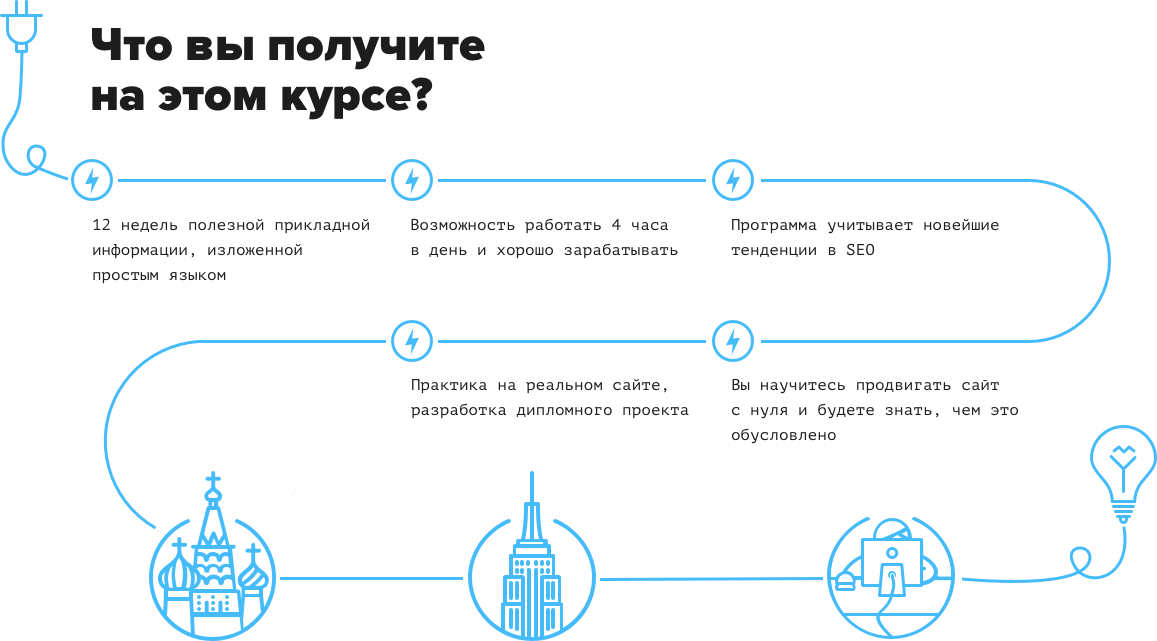 Что вы получите
на этом курсе?
12 недель полезной прикладной
информации, изложенной
простым языком
Возможность работать 4 часа
в день и хорошо зарабатывать
Программа учитывает новейшие
тенденции в SEO
Практика на реальном сайте,
разработка дипломного проекта
Вы научитесь продвигать сайт
с нуля и будете знать, чем это
обусловлено